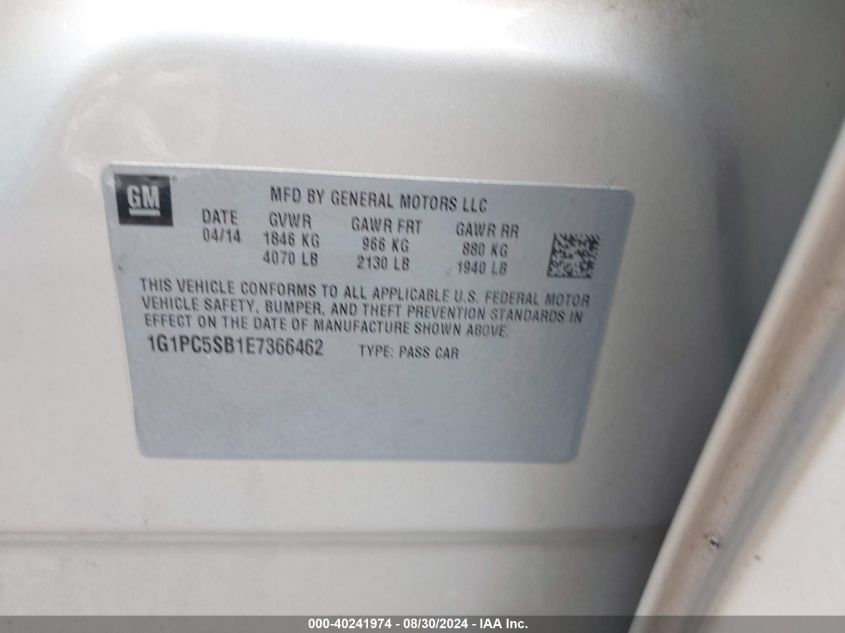 GM
MFD BY GENERAL MOTORS LLC
DATE GVWR GAWR FRT GAWR RR
04/14 1846 KG 966 KG 880 KG
4070 LB 2130 LB 1940 LB
THIS VEHICLE CONFORMS TO ALL APPLICABLE U.S. FEDERAL MOTOR
VEHICLE SAFETY, BUMPER, AND THEFT PREVENTION STANDARDS IN
EFFECT ON THE DATE OF MANUFACTURE SHOWN ABOVE.
1G1PC5SB1E7366462 TYPE: PASS CAR
000-40241974 - 08/30/2024 - IAA Inc.